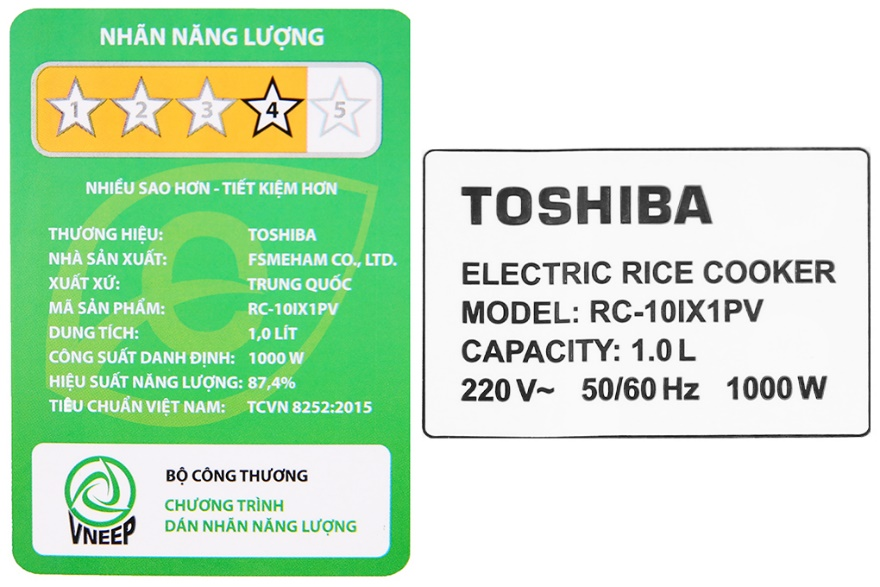 NHÃN NĂNG LƯỢNG
1 2 3 4 5
NHIỀU SAO HƠN - TIẾT KIỆM HƠN
THƯƠNG HIỆU: TOSHIBA
NHÀ SẢN XUẤT: FSMEHAM CO., LTD.
XUẤT XỨ: TRUNG QUỐC
MÃ SẢN PHẨM: RC-10IX1PV
DUNG TÍCH: 1,0 LÍT
CÔNG SUẤT DANH ĐỊNH: 1000 W
HIỆU SUẤT NĂNG LƯỢNG: 87,4%
TIÊU CHUẨN VIỆT NAM: TCVN 8252:2015
VNEEP
BỘ CÔNG THƯƠNG
CHƯƠNG TRÌNH
DÁN NHÃN NĂNG LƯỢNG
TOSHIBA
ELECTRIC RICE COOKER
MODEL: RC-10IX1PV
CAPACITY: 1.0 L
220 V~ 50/60 Hz 1000 W